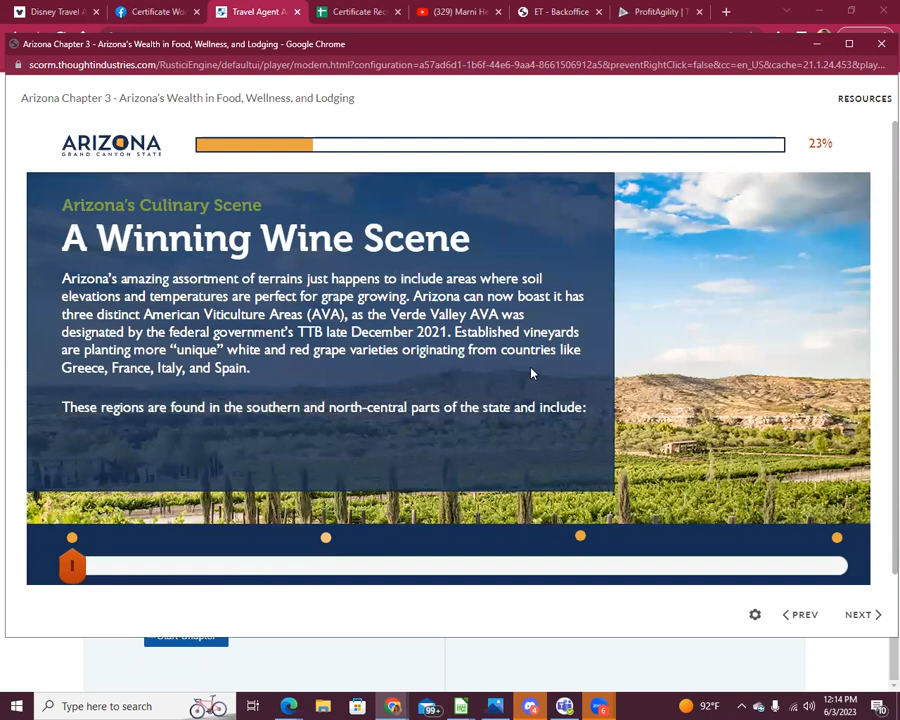 Disney Travel A
Certificate Wo
Travel Agent A
Certificate Rec
(329) Marni He
ET - Backoffice
ProfitAgility | T
Arizona Chapter 3 - Arizona's Wealth in Food, Wellness, and Lodging - Google Chrome
scorm.thoughtindustries.com/RusticiEngine/defaultui/player/modern.html?configuration=a57ad6d1-1b6f-44e6-9aa4-8661506912a5&preventRightClick=false&cc=en_US&cache=21.1.24.453&play...
Arizona Chapter 3 - Arizona's Wealth in Food, Wellness, and Lodging
RESOURCES
ARIZONA
GRAND CANYON STATE
23%
Arizona's Culinary Scene
A Winning Wine Scene
Arizona's amazing assortment of terrains just happens to include areas where soil
elevations and temperatures are perfect for grape growing. Arizona can now boast it has
three distinct American Viticulture Areas (AVA), as the Verde Valley AVA was
designated by the federal government's TTB late December 2021. Established vineyards
are planting more “unique” white and red grape varieties originating from countries like
Greece, France, Italy, and Spain.
These regions are found in the southern and north-central parts of the state and include:
PREV
NEXT
Start Chapter
Type here to search
99+
4
6
92°F
12:14 PM
6/3/2023
10